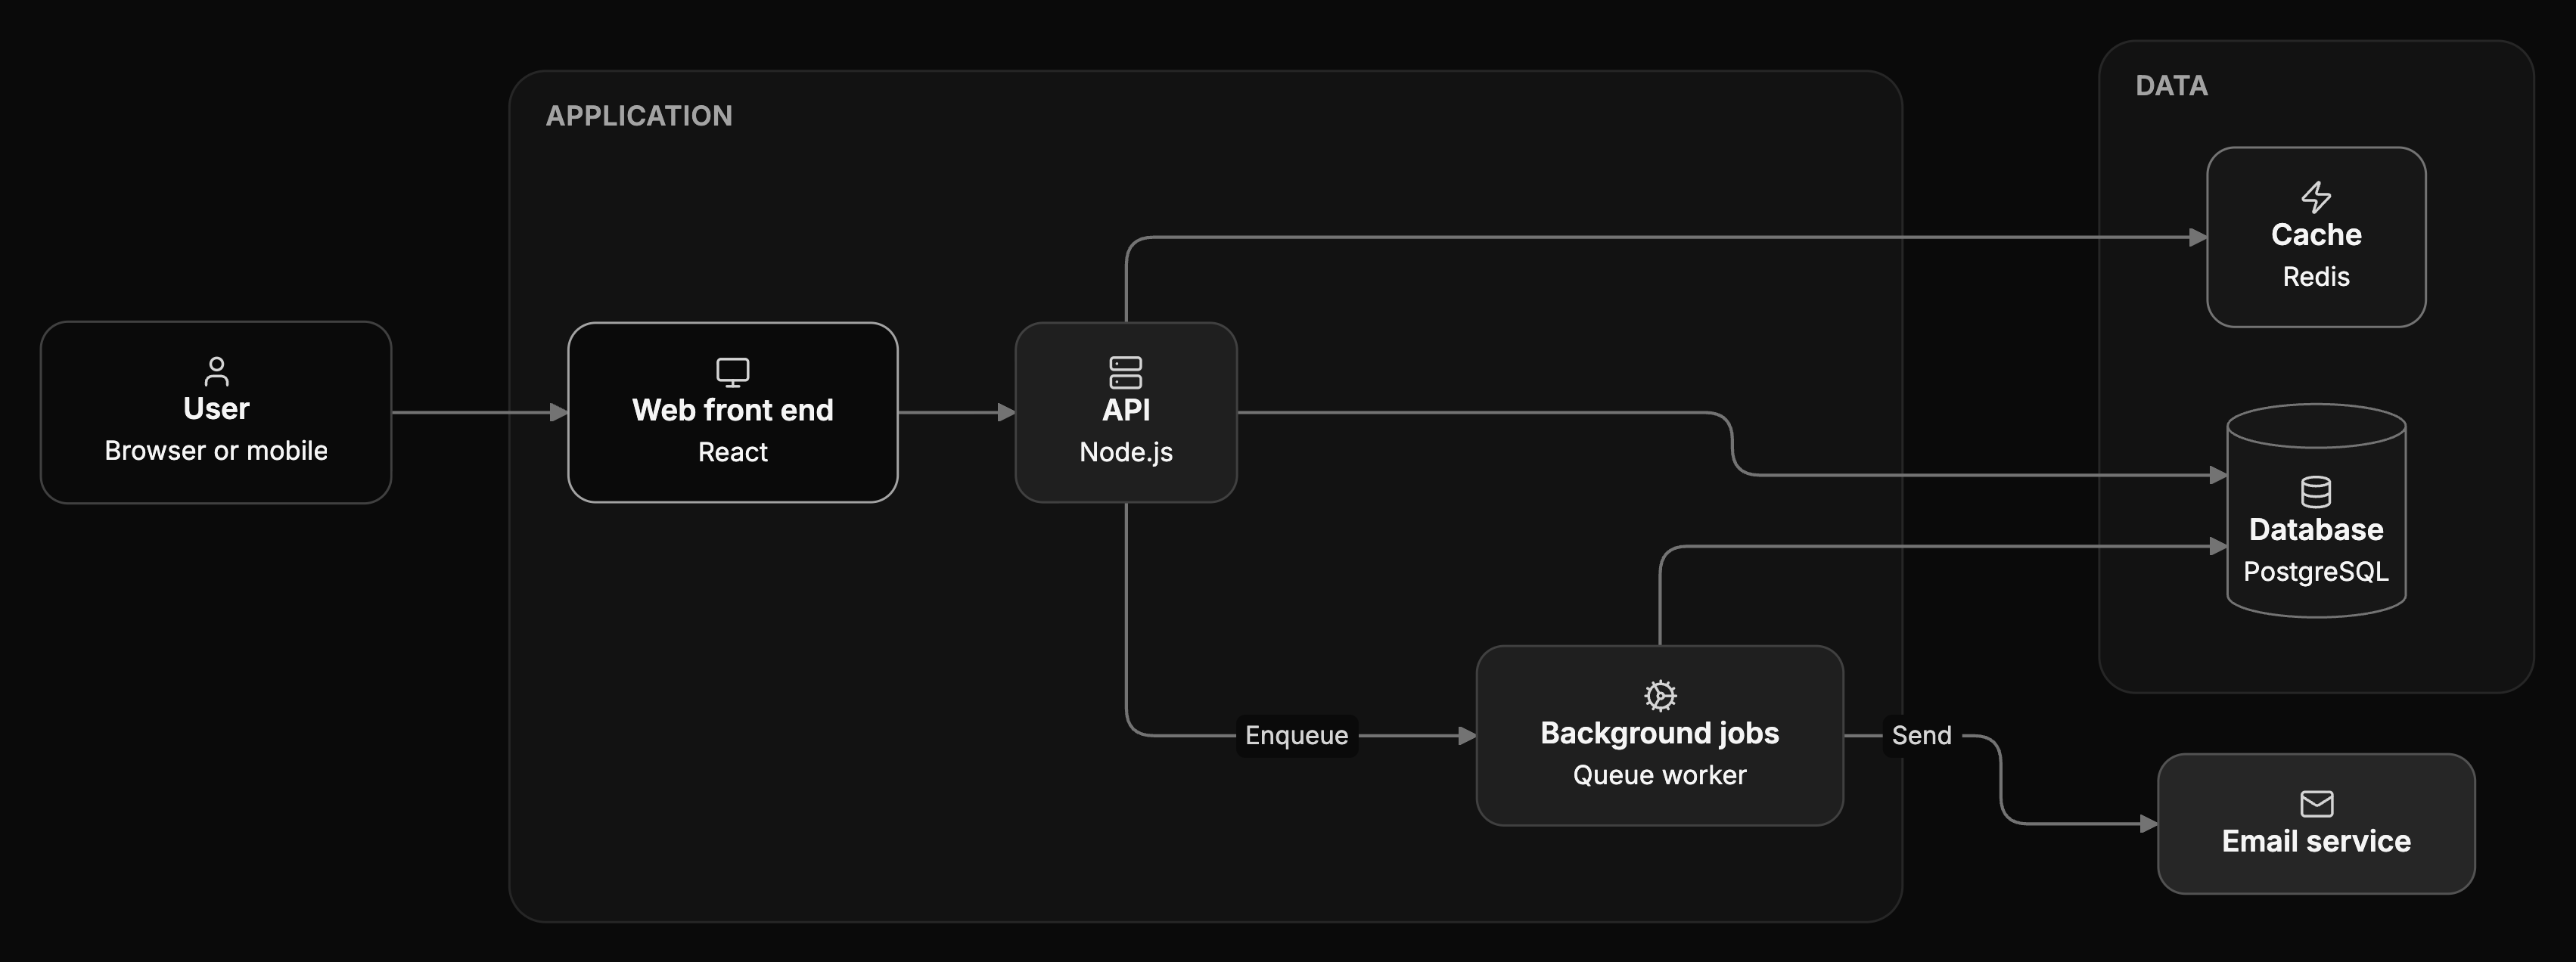 APPLICATION
DATA
Cache
Redis
User
Browser or mobile
Web front end
React
API
Node.js
Database
PostgreSQL
Enqueue
Background jobs
Queue worker
Send
Email service